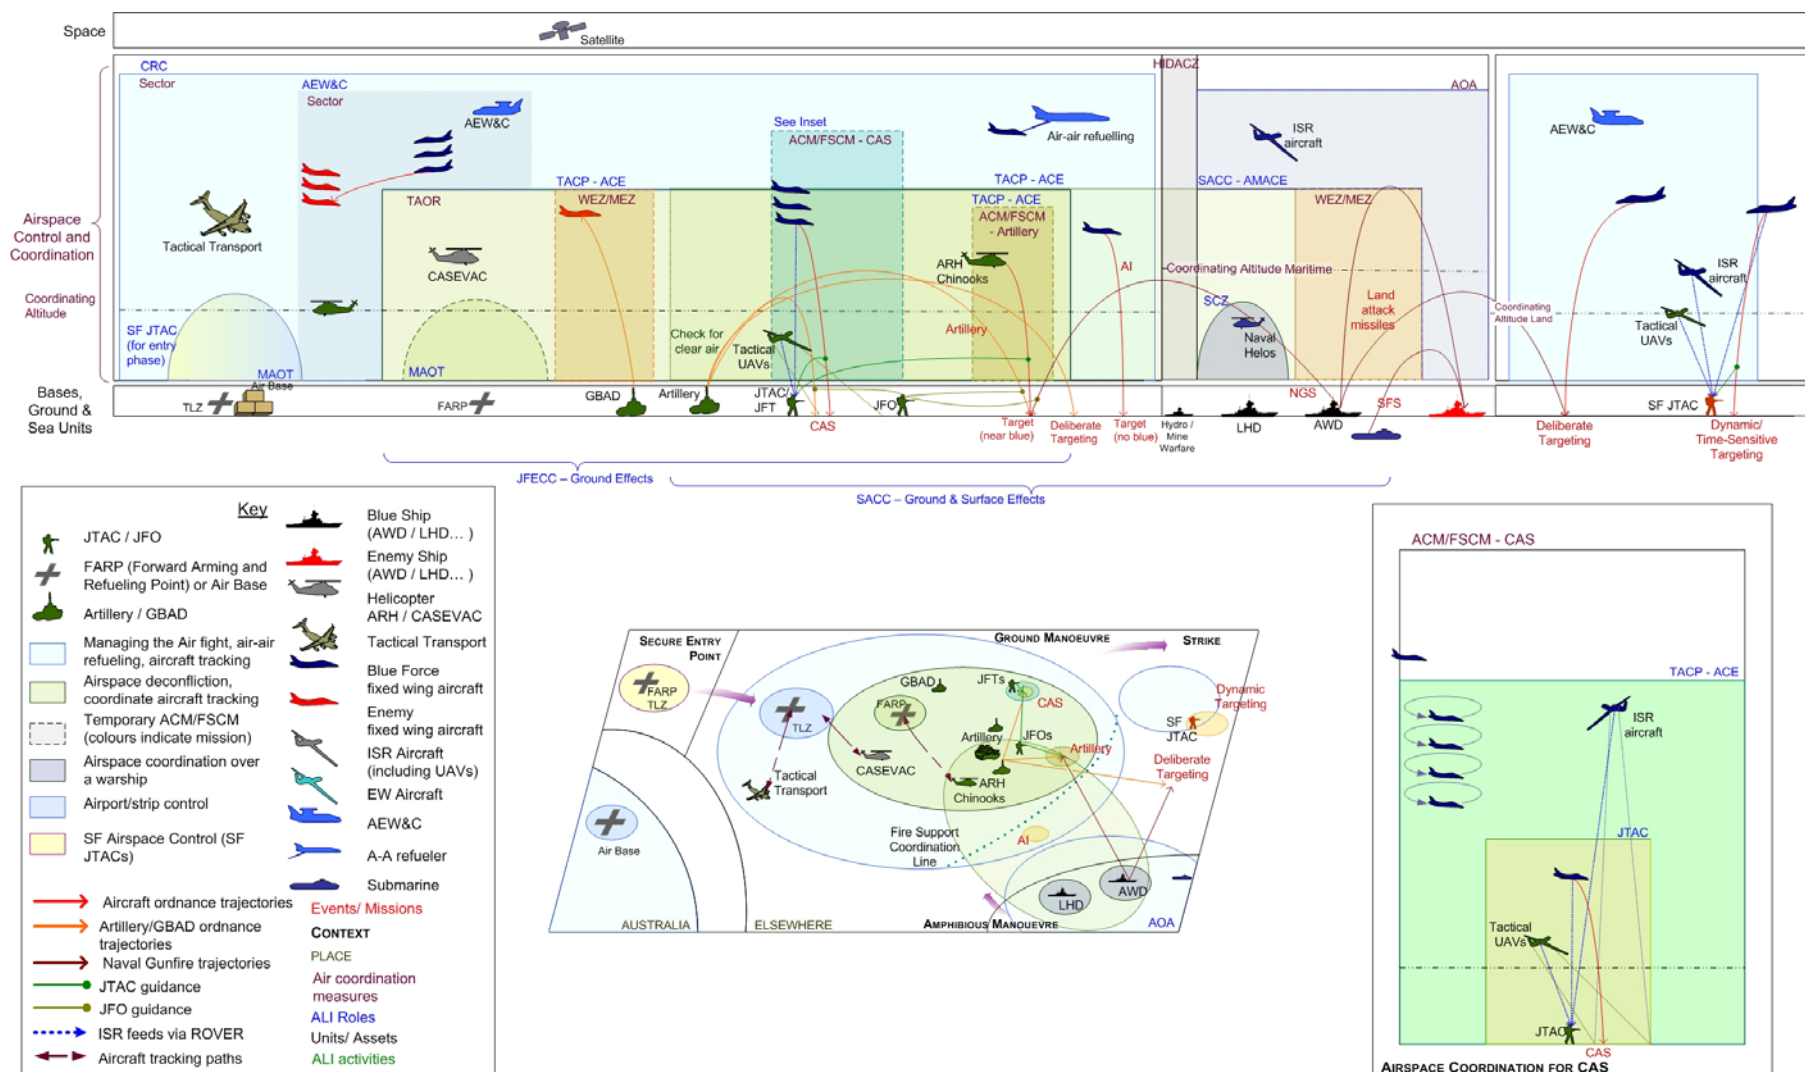 Space
Satellite
CRC
Sector
AEW&C
Sector
AEW&C
See Inset
ACM/FSCM - CAS
Air-air refuelling
HIDACZ
AOA
ISR
aircraft
AEW&C
Airspace
Control and
Coordination
Tactical Transport
TACP - ACE
TAOR
WEZ/MEZ
CASEVAC
TACP - ACE
TACP - ACE
ACM/FSCM
- Artillery
ARH
Chinooks
AI
SACC - AMACE
WEZ/MEZ
Coordinating Altitude Maritime
ISR
aircraft
Coordinating
Altitude
SF JTAC
(for entry
phase)
MAOT
MAOT
Check for
clear air
Tactical
UAVs
Artillery
SCZ
Naval
Helos
Land
attack
missiles
Coordinating
Altitude Land
Tactical
UAVs
Bases,
Ground &
Sea Units
TLZ
Air Base
FARP
GBAD
Artillery
JTAC/
JFT
CAS
JFO
Target
(near blue)
Deliberate
Targeting
Target
(no blue)
Hydro /
Mine
Warfare
LHD
NGS
AWD
SFS
Deliberate
Targeting
SF JTAC
Dynamic/
Time-Sensitive
Targeting
JFECC – Ground Effects
SACC – Ground & Surface Effects
Key
JTAC / JFO
FARP (Forward Arming and
Refueling Point) or Air Base
Artillery / GBAD
Managing the Air fight, air-air
refueling, aircraft tracking
Airspace deconfliction,
coordinate aircraft tracking
Temporary ACM/FSCM
(colours indicate mission)
Airspace coordination over
a warship
Airport/strip control
SF Airspace Control (SF
JTACs)
Aircraft ordnance trajectories
Artillery/GBAD ordnance
trajectories
Naval Gunfire trajectories
JTAC guidance
JFO guidance
ISR feeds via ROVER
Aircraft tracking paths
Blue Ship
(AWD / LHD… )
Enemy Ship
(AWD / LHD… )
Helicopter
ARH / CASEVAC
Tactical Transport
Blue Force
fixed wing aircraft
Enemy
fixed wing aircraft
ISR Aircraft
(including UAVs)
EW Aircraft
AEW&C
A-A refueler
Submarine
Events/ Missions
CONTEXT
PLACE
Air coordination
measures
ALI Roles
Units/ Assets
ALI activities
SECURE ENTRY
POINT
GROUND MANOEUVRE
STRIKE
FARP
TLZ
TLZ
GBAD
JFTs
CAS
FARP
Dynamic
Targeting
SF
JTAC
Artillery
JFOs
Artillery
CASEVAC
Deliberate
Targeting
Tactical
Transport
ARH
Chinooks
Fire Support
Coordination
Line
AI
Air Base
LHD
AWD
AUSTRALIA
ELSEWHERE
AMPHIBIOUS MANOEUVRE
AOA
ACM/FSCM - CAS
TACP - ACE
ISR
aircraft
JTAC
Tactical
UAVs
JTAC
CAS
AIRSPACE COORDINATION FOR CAS